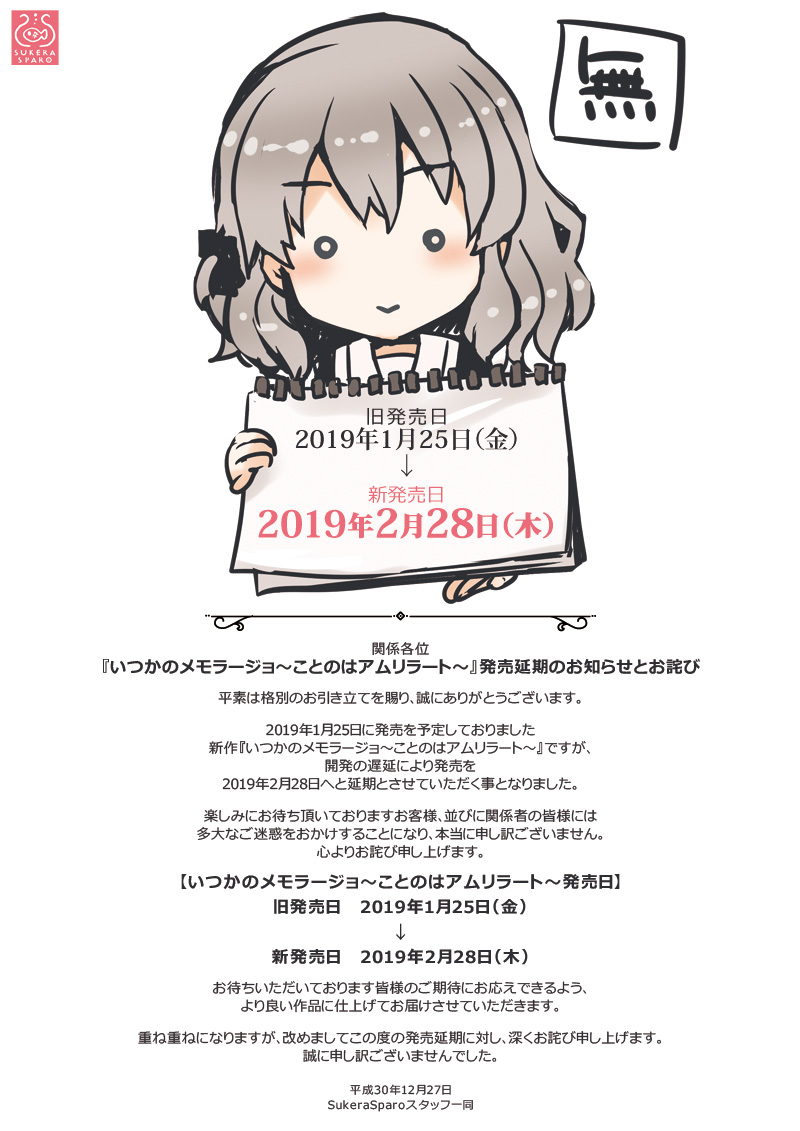 SUKERA
SPARO
無
旧発売日
2019年1月25日(金)
↓
新発売日
2019年2月28日(木)
関係各位
『いつかのメモラージョ～ことのはアムリラート～』発売延期のお知らせとお詫び
平素は格別のお引き立てを賜り、誠にありがとうございます。
2019年1月25日に発売を予定しておりました
新作『いつかのメモラージョ～ことのはアムリラート～』ですが、
開発の遅延により発売を
2019年2月28日へと延期とさせていただく事となりました。
楽しみにお待ち頂いておりますお客様、並びに関係者の皆様には
多大なご迷惑をおかけすることになり、本当に申し訳ございません。
心よりお詫び申し上げます。
【いつかのメモラージョ～ことのはアムリラート～発売日】
旧発売日　2019年1月25日(金)
↓
新発売日　2019年2月28日(木)
お待ちいただいております皆様のご期待にお応えできるよう、
より良い作品に仕上げてお届けさせていただきます。
重ね重ねになりますが、改めましてこの度の発売延期に対し、深くお詫び申し上げます。
誠に申し訳ございませんでした。
平成30年12月27日
SukeraSparoスタッフ一同